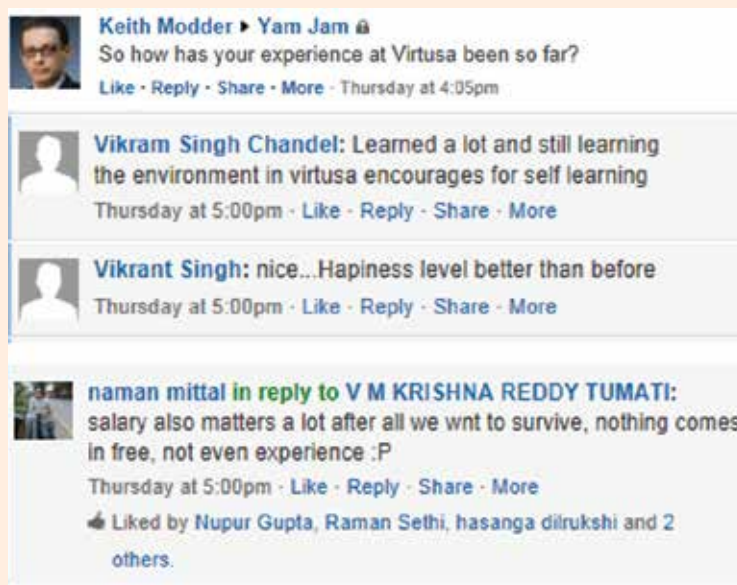 Keith Modder ▸ Yam Jam
So how has your experience at Virtusa been so far?
Like · Reply · Share · More · Thursday at 4:05pm
Vikram Singh Chandel: Learned a lot and still learning
the environment in virtusa encourages for self learning
Thursday at 5:00pm · Like · Reply · Share · More
Vikrant Singh: nice...Hapiness level better than before
Thursday at 5:00pm · Like · Reply · Share · More
naman mittal in reply to V M KRISHNA REDDY TUMATI:
salary also matters a lot after all we wnt to survive, nothing comes
in free, not even experience :P
Thursday at 5:00pm · Like · Reply · Share · More
Liked by Nupur Gupta, Raman Sethi, hasanga dilrukshi and 2
others.